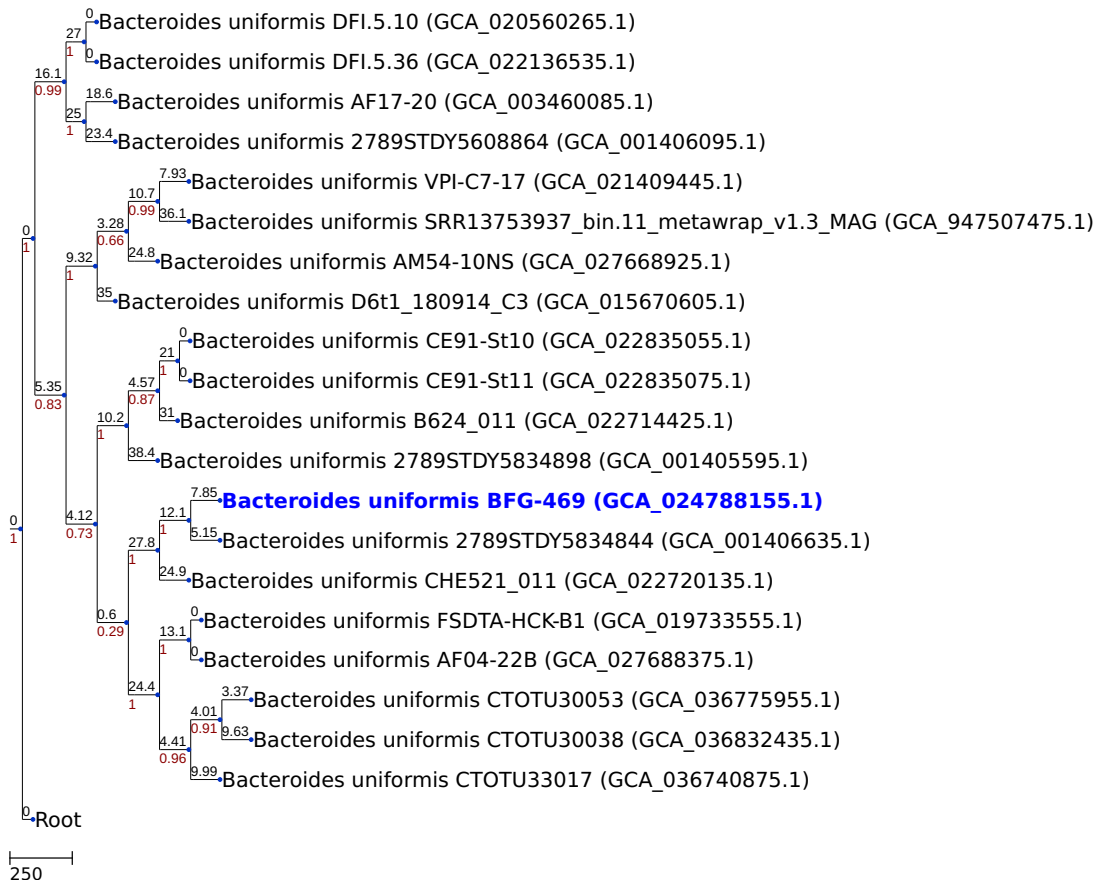 0
Bacteroides uniformis DFI.5.10 (GCA_020560265.1)
27
1
0
Bacteroides uniformis DFI.5.36 (GCA_022136535.1)
16.1
0.99
18.6
Bacteroides uniformis AF17-20 (GCA_003460085.1)
25
1
23.4
Bacteroides uniformis 2789STDY5608864 (GCA_001406095.1)
7.93
Bacteroides uniformis VPI-C7-17 (GCA_021409445.1)
10.7
0.99
36.1
Bacteroides uniformis SRR13753937_bin.11_metawrap_v1.3_MAG (GCA_947507475.1)
3.28
0.66
0
1
24.8
Bacteroides uniformis AM54-10NS (GCA_027668925.1)
9.32
1
35
Bacteroides uniformis D6t1_180914_C3 (GCA_015670605.1)
0
Bacteroides uniformis CE91-St10 (GCA_022835055.1)
21
1
0
Bacteroides uniformis CE91-St11 (GCA_022835075.1)
4.57
0.87
5.35
0.83
31
Bacteroides uniformis B624_011 (GCA_022714425.1)
10.2
1
38.4
Bacteroides uniformis 2789STDY5834898 (GCA_001405595.1)
7.85
Bacteroides uniformis BFG-469 (GCA_024788155.1)
12.1
1
4.12
0.73
0
1
5.15
Bacteroides uniformis 2789STDY5834844 (GCA_001406635.1)
27.8
1
24.9
Bacteroides uniformis CHE521_011 (GCA_022720135.1)
0.6
0.29
0
Bacteroides uniformis FSDTA-HCK-B1 (GCA_019733555.1)
13.1
1
0
Bacteroides uniformis AF04-22B (GCA_027688375.1)
24.4
1
3.37
Bacteroides uniformis CTOTU30053 (GCA_036775955.1)
4.01
0.91
9.63
Bacteroides uniformis CTOTU30038 (GCA_036832435.1)
4.41
0.96
9.99
Bacteroides uniformis CTOTU33017 (GCA_036740875.1)
0
Root
250